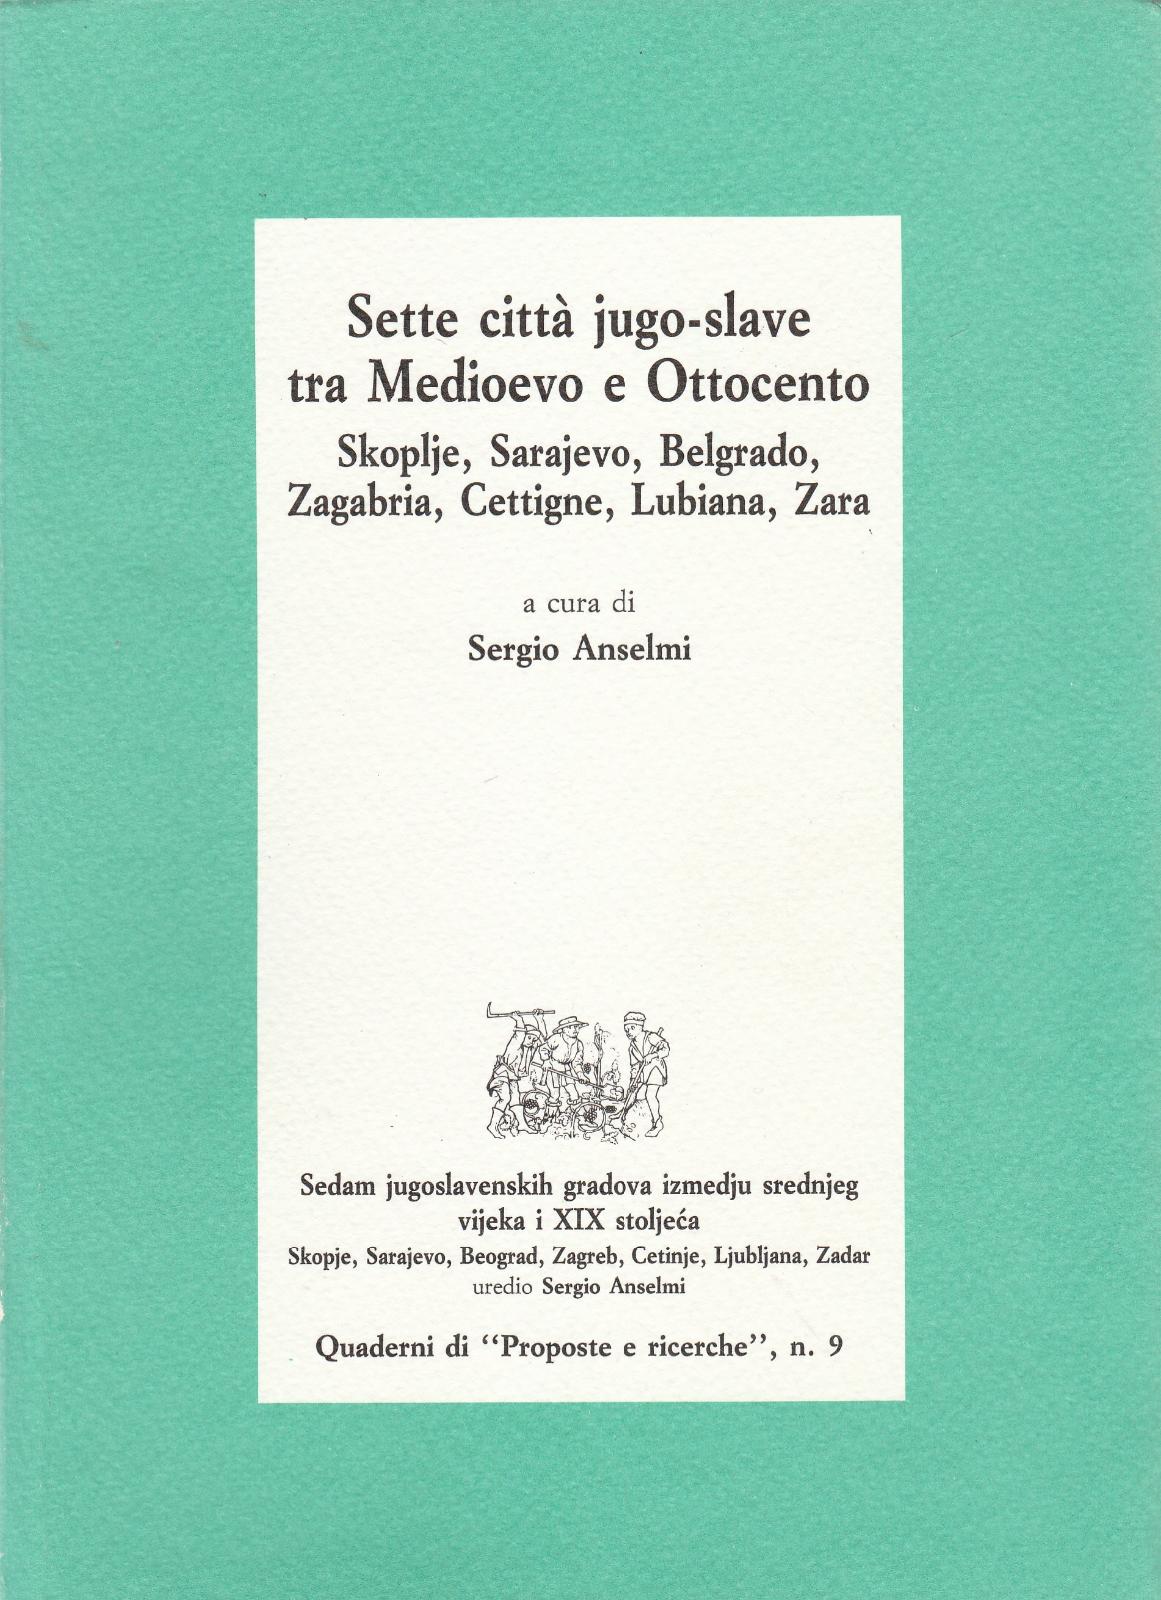 Sette città jugo-slave
tra Medioevo e Ottocento
Skoplje, Sarajevo, Belgrado,
Zagabria, Cettigne, Lubiana, Zara
a cura di
Sergio Anselmi
Sedam jugoslavenskih gradova izmedju srednjeg
vijeka i XIX stoljeća
Skopje, Sarajevo, Beograd, Zagreb, Cetinje, Ljubljana, Zadar
uredio Sergio Anselmi
Quaderni di “Proposte e ricerche”, n. 9